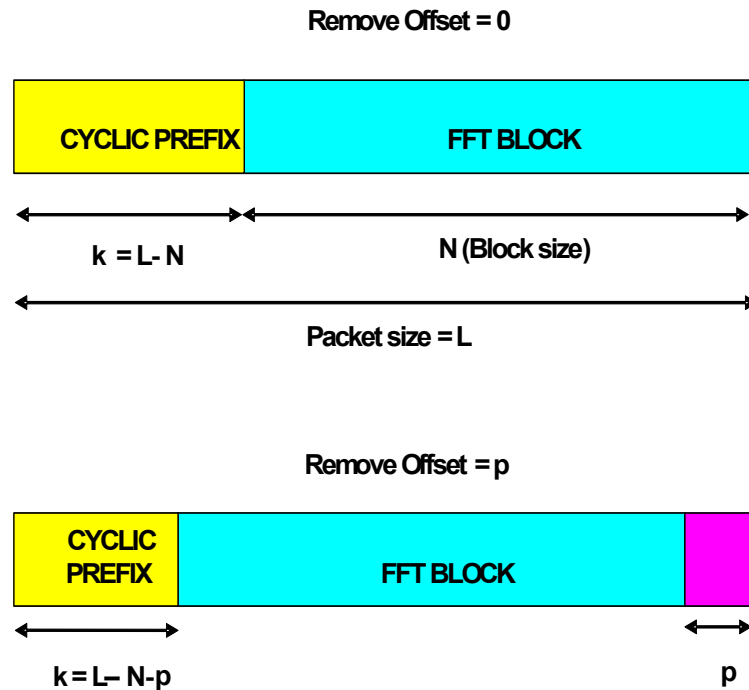 Remove Offset = 0
CYCLIC PREFIX FFT BLOCK
k = L- N N (Block size)
Packet size = L
Remove Offset = p
CYCLIC
PREFIX FFT BLOCK
k = L– N-p p